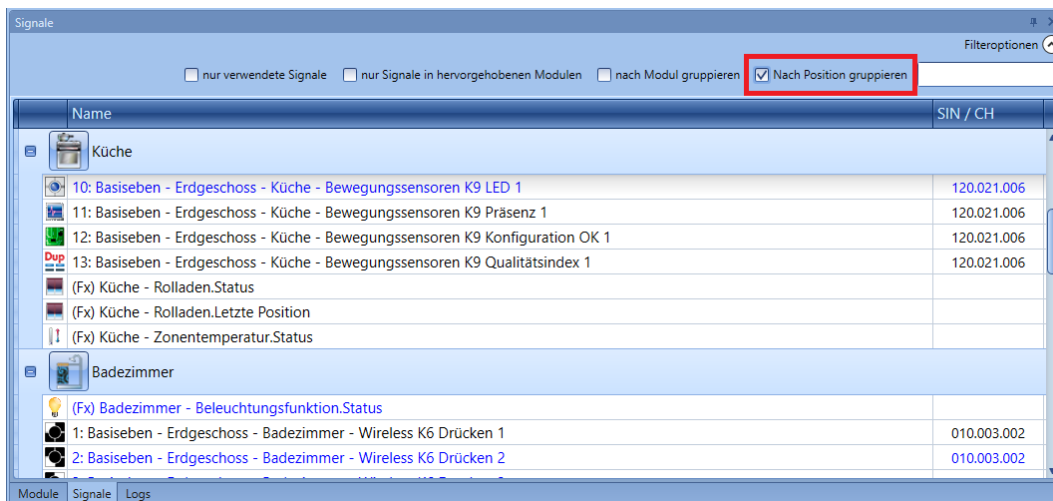 Signale
Filteroptionen
nur verwendete Signale nur Signale in hervorgehobenen Modulen nach Modul gruppieren Nach Position gruppieren
Name SIN / CH
Küche
10: Basiseben - Erdgeschoss - Küche - Bewegungssensoren K9 LED 1 120.021.006
11: Basiseben - Erdgeschoss - Küche - Bewegungssensoren K9 Präsenz 1 120.021.006
12: Basiseben - Erdgeschoss - Küche - Bewegungssensoren K9 Konfiguration OK 1 120.021.006
Dup 13: Basiseben - Erdgeschoss - Küche - Bewegungssensoren K9 Qualitätsindex 1 120.021.006
(Fx) Küche - Rolladen.Status
(Fx) Küche - Rolladen.Letzte Position
(Fx) Küche - Zonentemperatur.Status
Badezimmer
(Fx) Badezimmer - Beleuchtungsfunktion.Status
1: Basiseben - Erdgeschoss - Badezimmer - Wireless K6 Drücken 1 010.003.002
2: Basiseben - Erdgeschoss - Badezimmer - Wireless K6 Drücken 2 010.003.002
Module Signale Logs